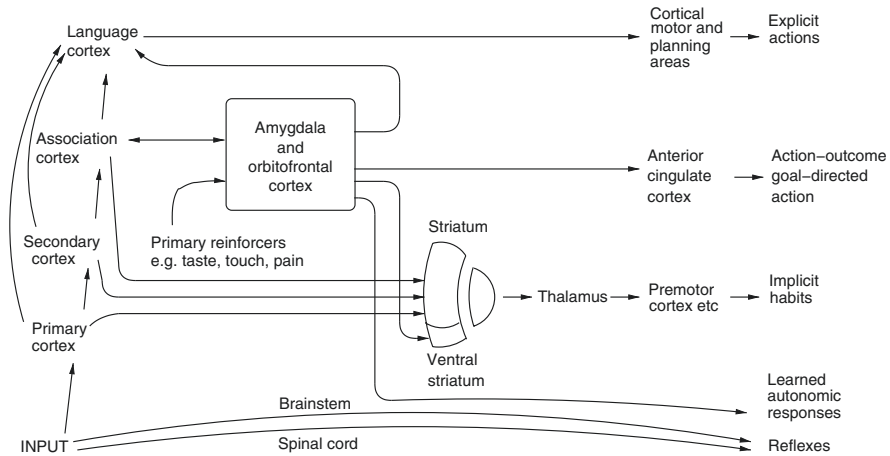 Language
cortex
Cortical
motor and
planning
areas
Explicit
actions
Association
cortex
Amygdala
and
orbitofrontal
cortex
Anterior
cingulate
cortex
Action–outcome
goal–directed
action
Secondary
cortex
Primary reinforcers
e.g. taste, touch, pain
Striatum
Thalamus
Premotor
cortex etc
Implicit
habits
Primary
cortex
Ventral
striatum
Learned
autonomic
responses
Brainstem
INPUT
Spinal cord
Reflexes